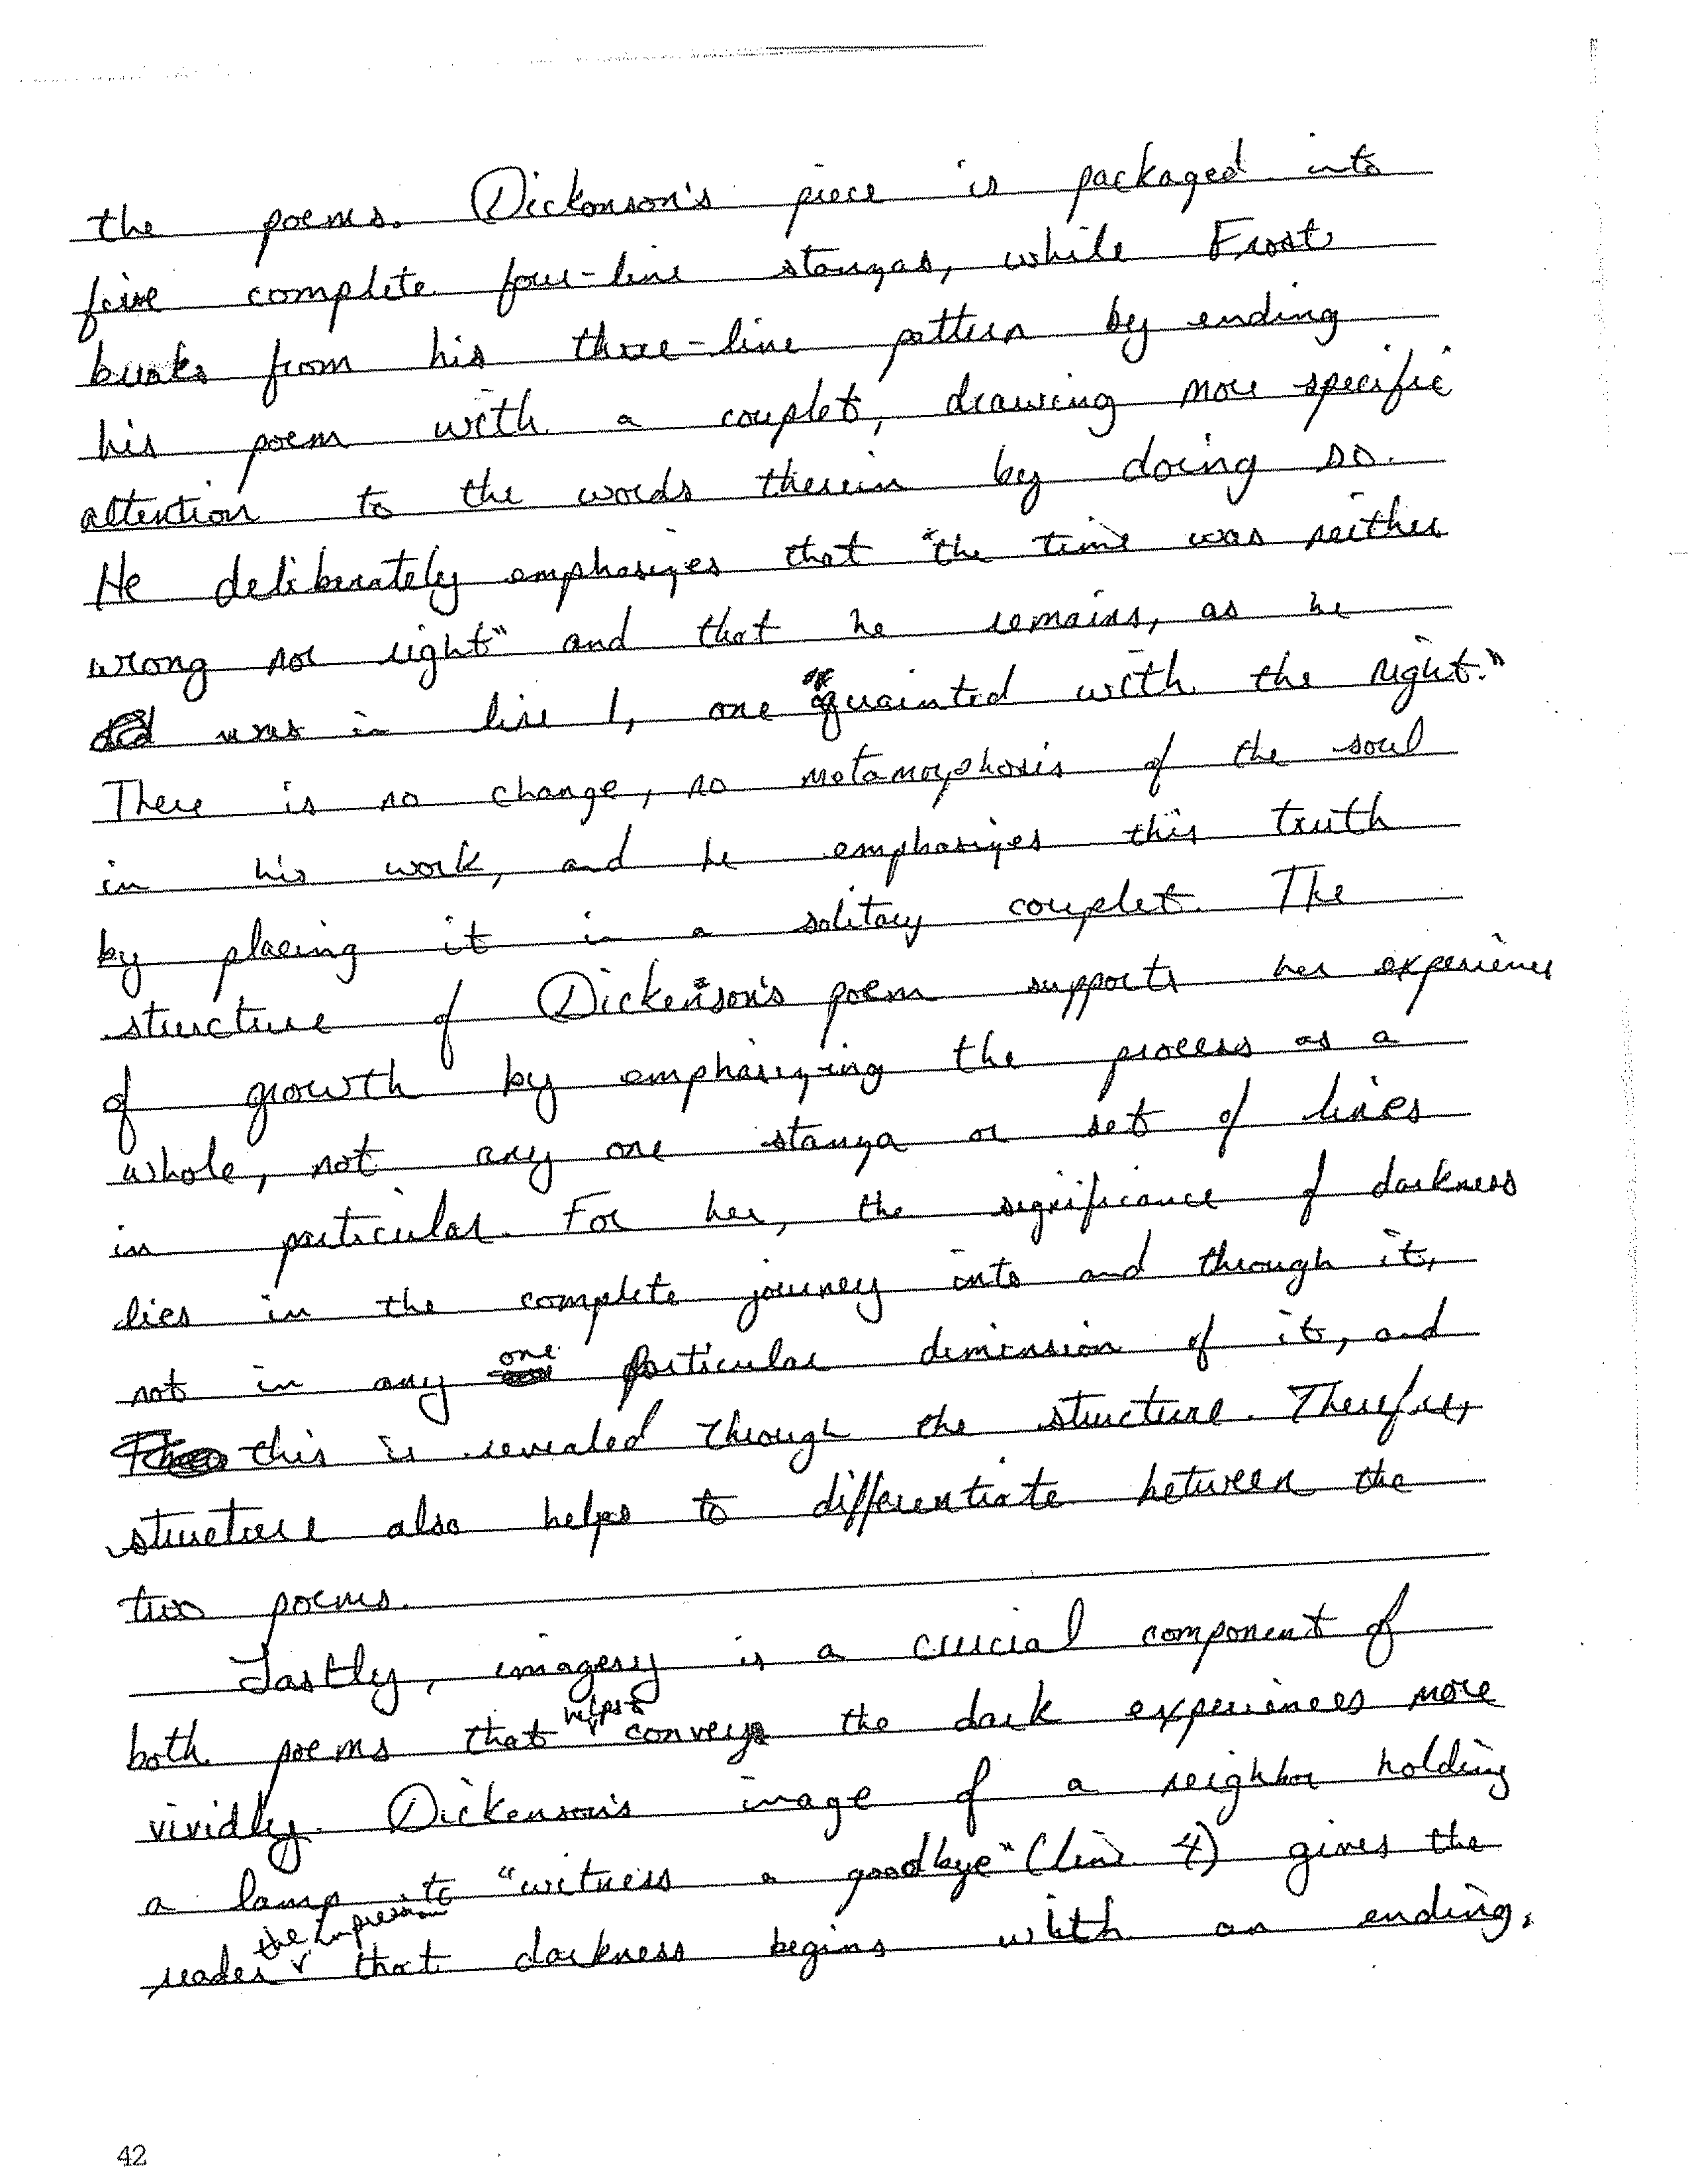 the poems. Dickonson's piece is packaged into
five complete four-line stanzas, while Frost
breaks from his three-line pattern by ending
his poem with a couplet, drawing more specific
attention to the words therein by doing so.
He deliberately emphasizes that "the time was neither
wrong nor right" and that he remains, as he
was in line 1, one "quainted with the night."
There is no change, no metamorphosis of the soul
in his work, and he emphasizes this truth
by placing it in a solitary couplet. The
structure of Dickenson's poem supports her experience
of growth by emphasizing the process as a
whole, not any one stanza or set of lines
in particular. For her, the significance of darkness
lies in the complete journey into and through it,
not in any one particular dimension of it, and
this is revealed through the structure. Therefore,
structure also helps to differentiate between the
two poems.
Lastly, imagery is a crucial component of
both poems that helps convey the dark experiences more
vividly. Dickenson's image of a neighbor holding
a lamp to "witness a goodbye" (line 4) gives the
reader the impression that darkness begins with an ending,
42